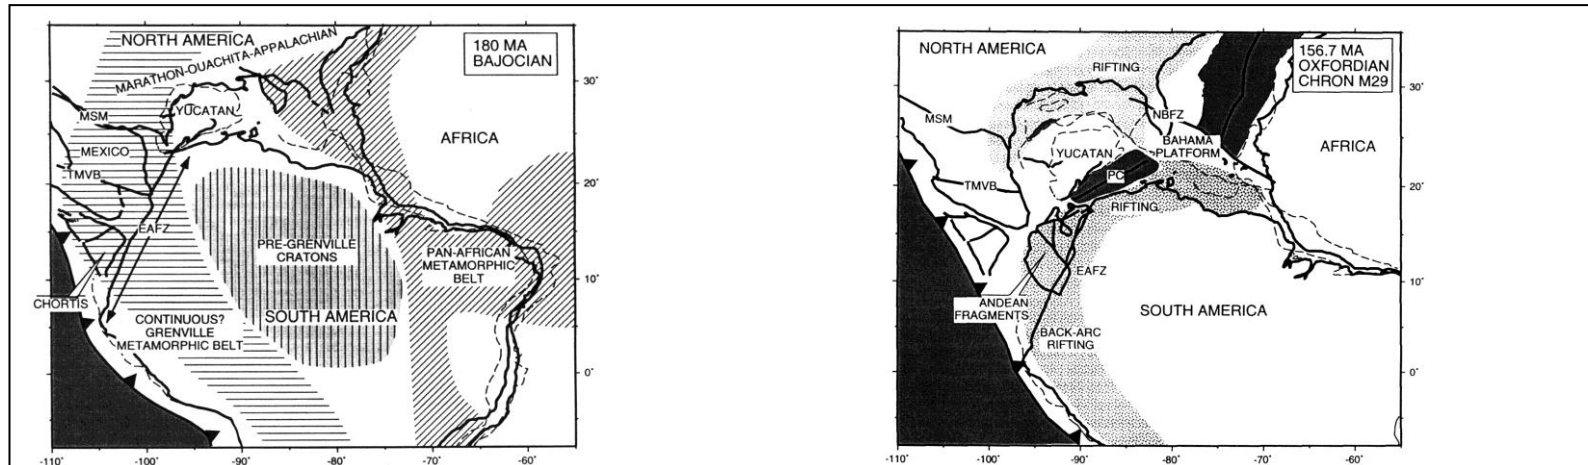 NORTH AMERICA
MARATHON-OUACHITA-APPALACHIAN
180 MA
BAJOCIAN
30°
YUCATAN
MSM
AFRICA
MEXICO
TMVB
20°
EAFZ
PRE-GRENVILLE
CRATONS
PAN-AFRICAN
METAMORPHIC
BELT
10°
CHORTIS
SOUTH AMERICA
CONTINUOUS?
GRENVILLE
METAMORPHIC BELT
0°
-110°
-100°
-90°
-80°
-70°
-60°
NORTH AMERICA
156.7 MA
OXFORDIAN
CHRON M29
RIFTING
30°
MSM
NBFZ
BAHAMA
PLATFORM
AFRICA
YUCATAN
PC
TMVB
20°
RIFTING
EAFZ
10°
ANDEAN
FRAGMENTS
SOUTH AMERICA
BACK-ARC
RIFTING
0°
-110°
-100°
-90°
-80°
-70°
-60°